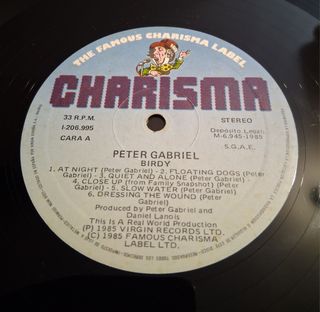 THE FAMOUS CHARISMA LABEL
CHARISMA
33 R.P.M.
STEREO
I-206.995
Depósito Legal:
M-6.945-1985
CARA A
S.G.A.E.
PETER GABRIEL
BIRDY
1. AT NIGHT (Peter Gabriel) - 2. FLOATING DOGS (Peter
Gabriel) - 3. QUIET AND ALONE (Peter Gabriel) -
4. CLOSE UP (from Family Snapshot) (Peter
Gabriel) - 5. SLOW WATER (Peter Gabriel) -
6. DRESSING THE WOUND (Peter
Gabriel)
Produced by Peter Gabriel and
Daniel Lanois
This Is A Real World Production
(P) 1985 VIRGIN RECORDS LTD.
(C) 1985 FAMOUS CHARISMA
LABEL LTD.